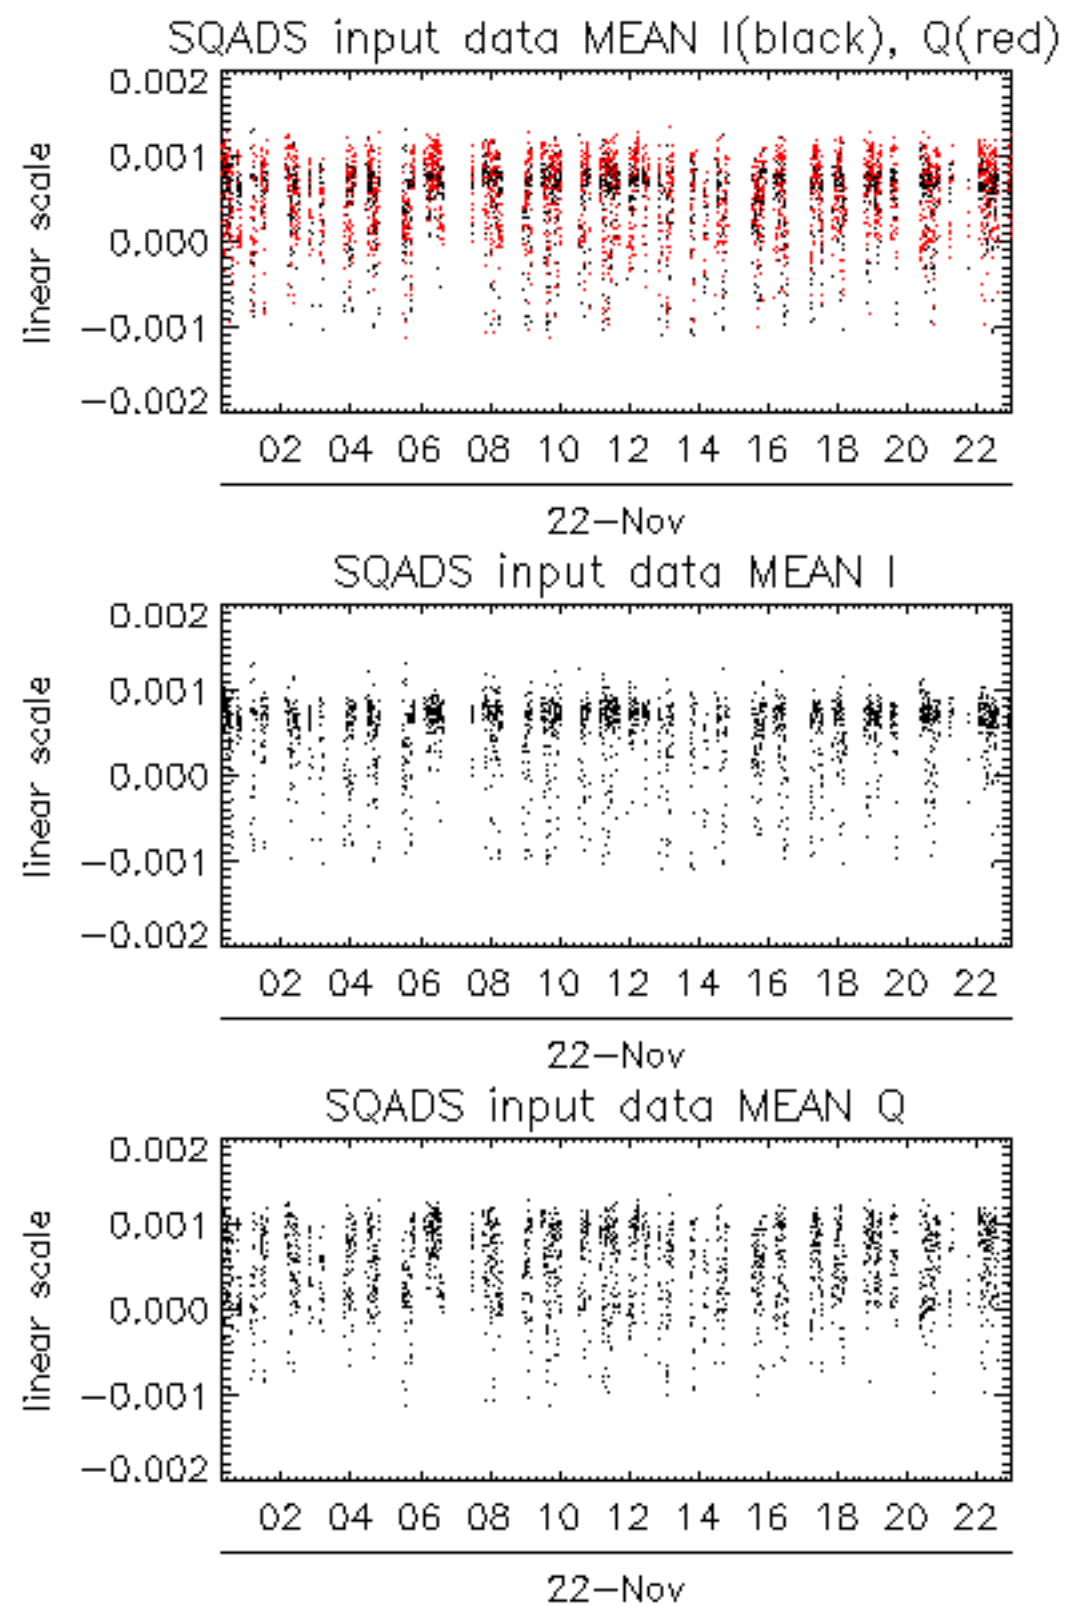 SQADS input data MEAN I(black), Q(red)
0.002
0.001
0.000
−0.001
−0.002
linear scale
02 04 06 08 10 12 14 16 18 20 22
22−Nov
SQADS input data MEAN I
0.002
0.001
0.000
−0.001
−0.002
linear scale
02 04 06 08 10 12 14 16 18 20 22
22−Nov
SQADS input data MEAN Q
0.002
0.001
0.000
−0.001
−0.002
linear scale
02 04 06 08 10 12 14 16 18 20 22
22−Nov